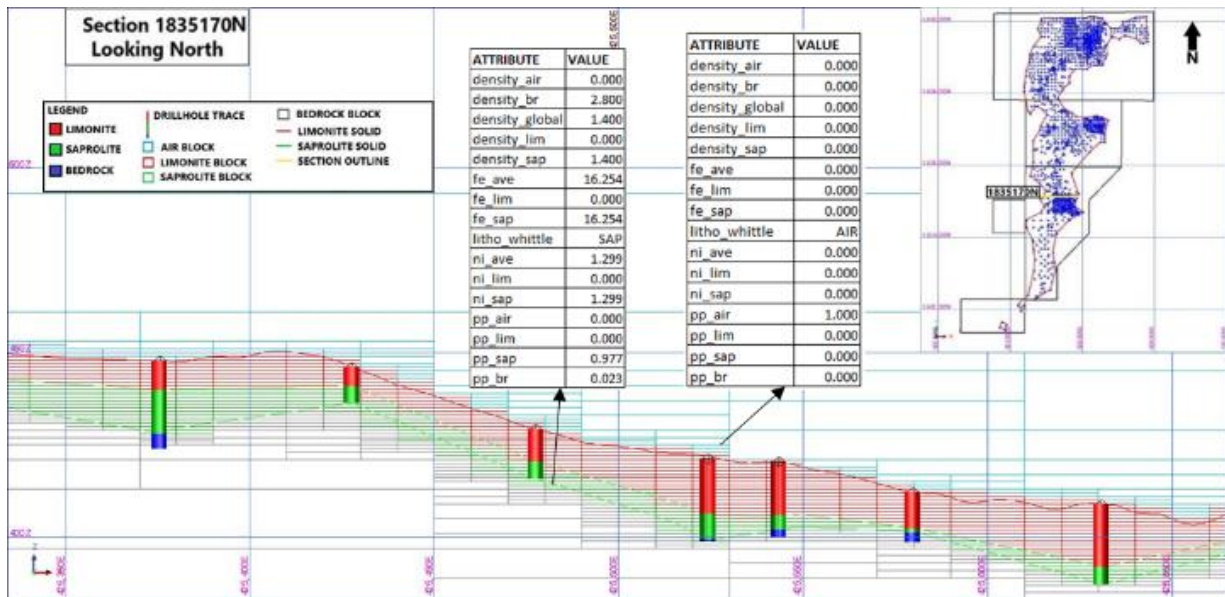 Section 1835170N
Looking North
LEGEND
LIMONITE
SAPROLITE
BEDROCK
DRILLHOLE TRACE
AIR BLOCK
LIMONITE BLOCK
SAPROLITE BLOCK
BEDROCK BLOCK
LIMONITE SOLID
SAPROLITE SOLID
SECTION OUTLINE
ATTRIBUTE VALUE
density_air 0.000
density_br 2.800
density_global 1.400
density_lim 0.000
density_sap 1.400
fe_ave 16.254
fe_lim 0.000
fe_sap 16.254
litho_whittle SAP
ni_ave 1.299
ni_lim 0.000
ni_sap 1.299
pp_air 0.000
pp_lim 0.000
pp_sap 0.977
pp_br 0.023
ATTRIBUTE VALUE
density_air 0.000
density_br 0.000
density_global 0.000
density_lim 0.000
density_sap 0.000
fe_ave 0.000
fe_lim 0.000
fe_sap 0.000
litho_whittle AIR
ni_ave 0.000
ni_lim 0.000
ni_sap 0.000
pp_air 1.000
pp_lim 0.000
pp_sap 0.000
pp_br 0.000
N
1835170N
400Z
Z